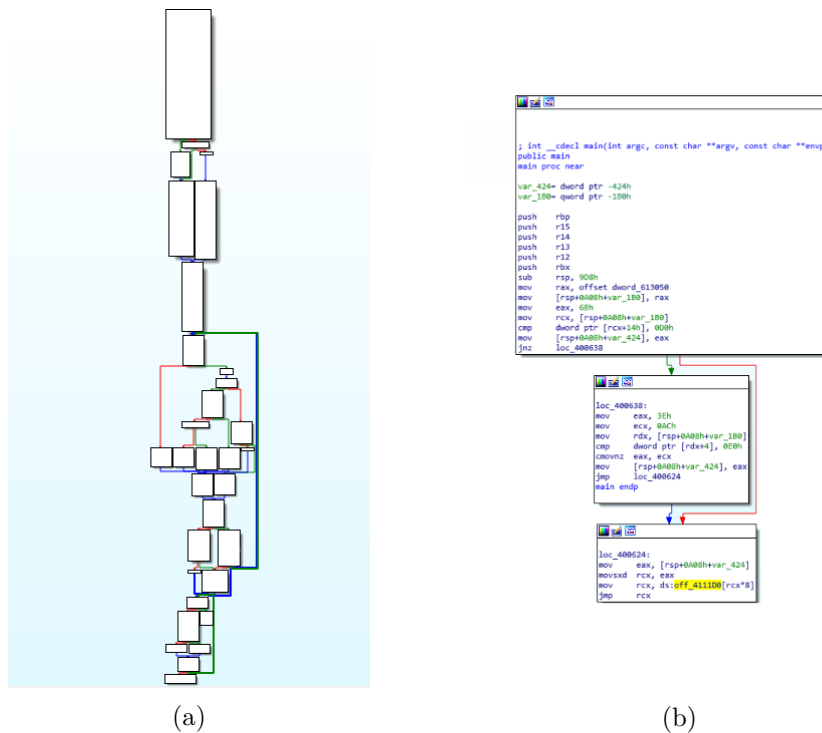 ; int __cdecl main(int argc, const char **argv, const char **envp
public main
main proc near
var_424= dword ptr -424h
var_1B0= qword ptr -1B0h
push rbp
push r15
push r14
push r13
push r12
push rbx
sub rsp, 9D8h
mov rax, offset dword_613050
mov [rsp+0A08h+var_1B0], rax
mov eax, 6Bh
mov rcx, [rsp+0A08h+var_1B0]
cmp dword ptr [rcx+14h], 0D0h
mov [rsp+0A08h+var_424], eax
jnz loc_400638
loc_400638:
mov eax, 3Eh
mov ecx, 0ACh
mov rdx, [rsp+0A08h+var_1B0]
cmp dword ptr [rdx+4], 0E0h
cmovnz eax, ecx
mov [rsp+0A08h+var_424], eax
jmp loc_400624
main endp
loc_400624:
mov eax, [rsp+0A08h+var_424]
movsxd rcx, eax
mov rcx, ds:off_4111D0[rcx*8]
jmp rcx
(a)
(b)